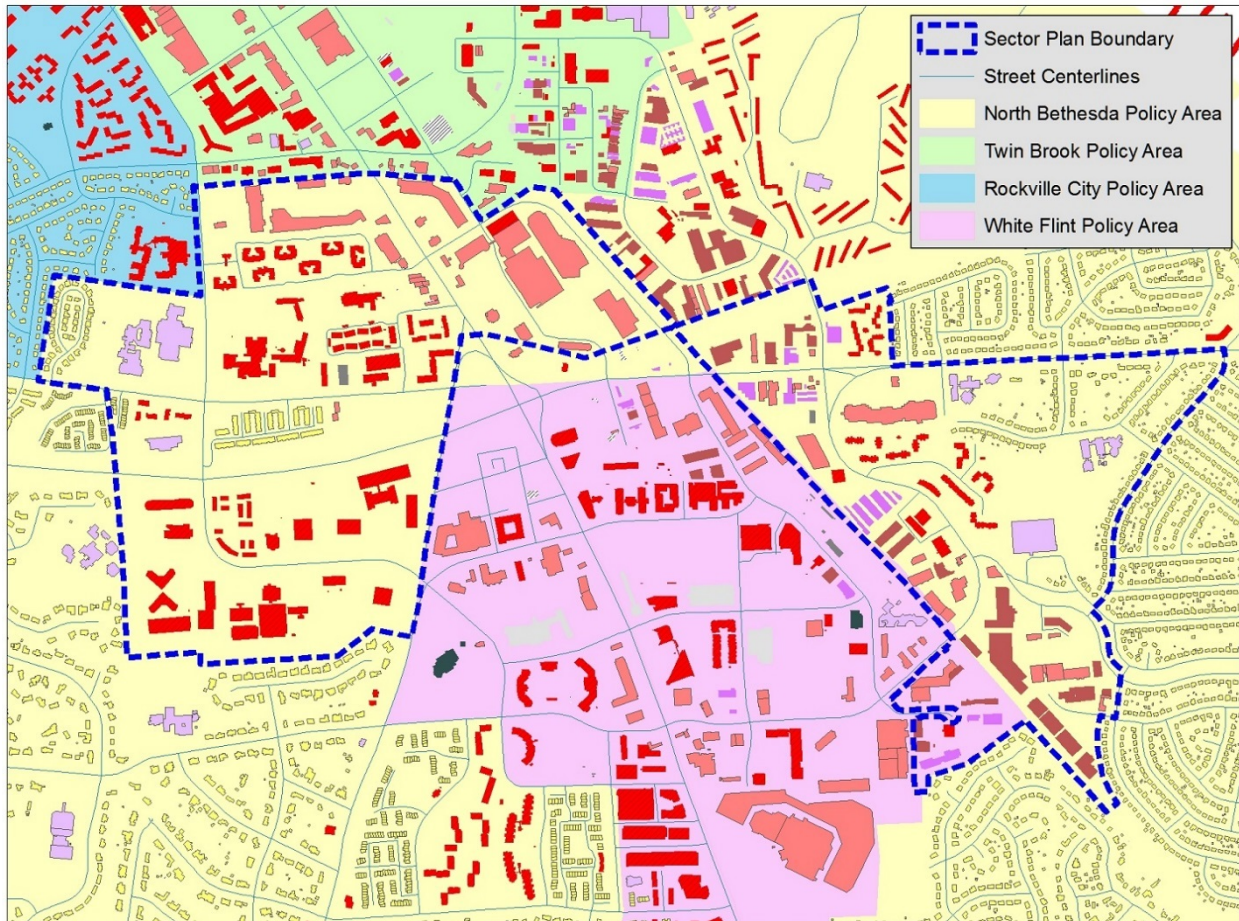 Sector Plan Boundary
Street Centerlines
North Bethesda Policy Area
Twin Brook Policy Area
Rockville City Policy Area
White Flint Policy Area